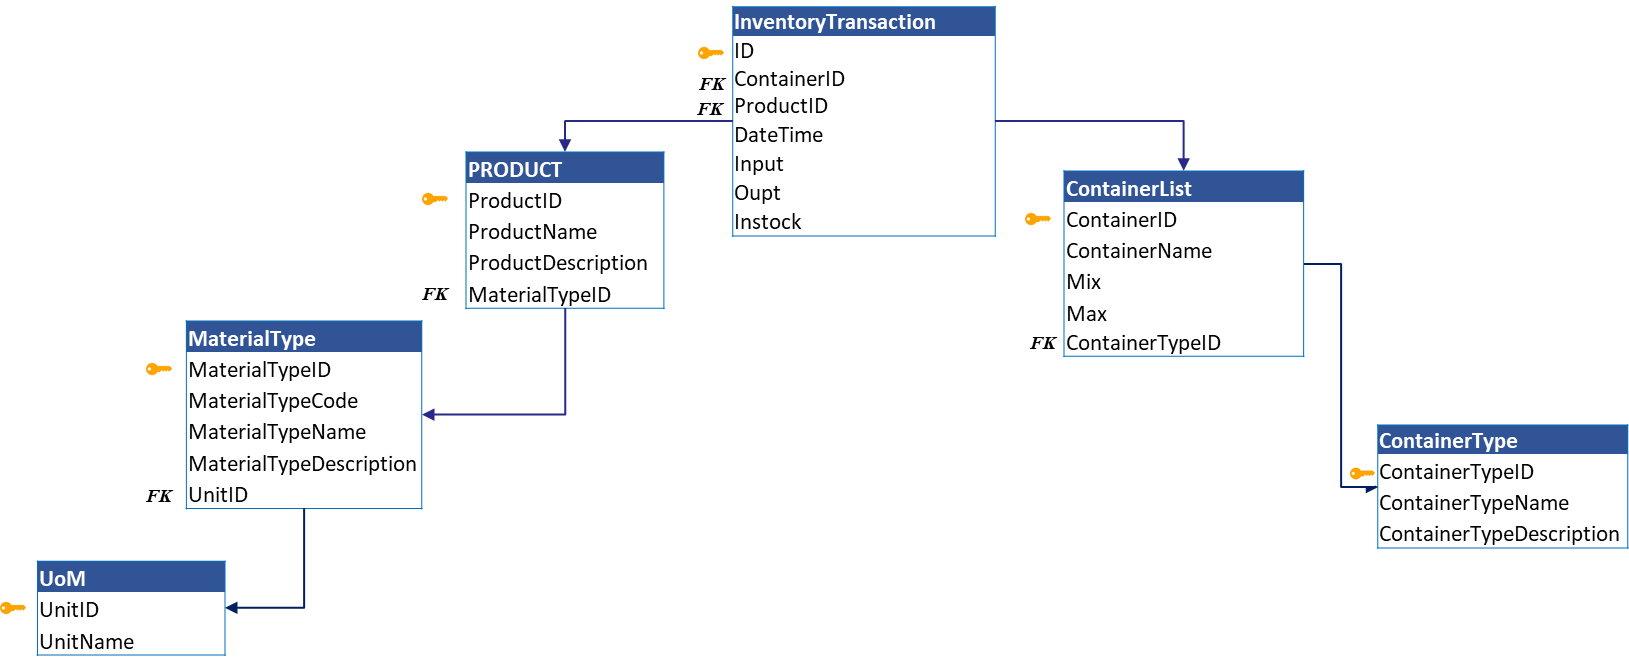 InventoryTransaction
ID
FK ContainerID
FK ProductID
DateTime
Input
Oupt
Instock
PRODUCT
ProductID
ProductName
ProductDescription
FK MaterialTypeID
ContainerList
ContainerID
ContainerName
Mix
Max
FK ContainerTypeID
MaterialType
MaterialTypeID
MaterialTypeCode
MaterialTypeName
MaterialTypeDescription
FK UnitID
ContainerType
ContainerTypeID
ContainerTypeName
ContainerTypeDescription
UoM
UnitID
UnitName